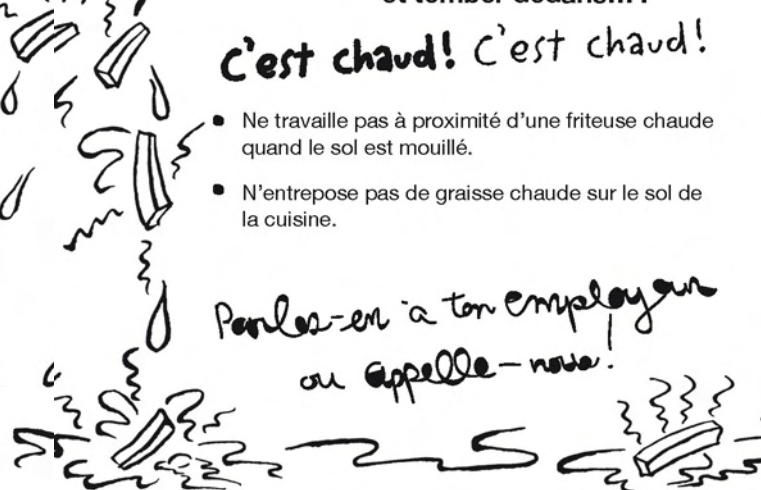 et tomber dedans... !
c'est chaud! C'est chaud!
• Ne travaille pas à proximité d'une friteuse chaude
quand le sol est mouillé.
• N'entrepose pas de graisse chaude sur le sol de
la cuisine.
Parles-en à ton employeur
ou appelle-nous!